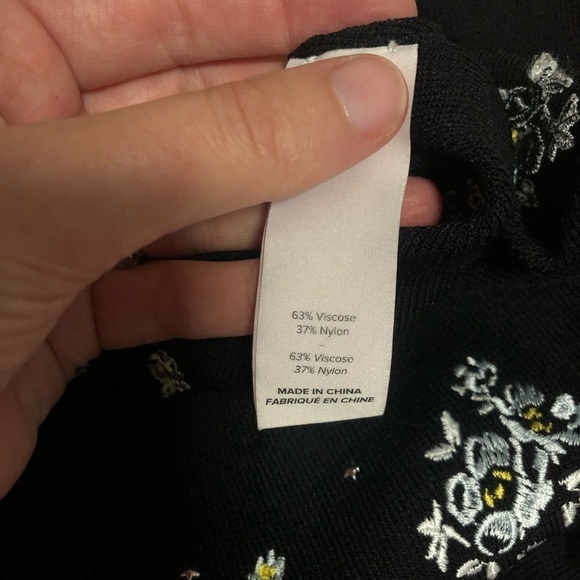 63% Viscose
37% Nylon
–
63% Viscose
37% Nylon
MADE IN CHINA
FABRIQUÉ EN CHINE